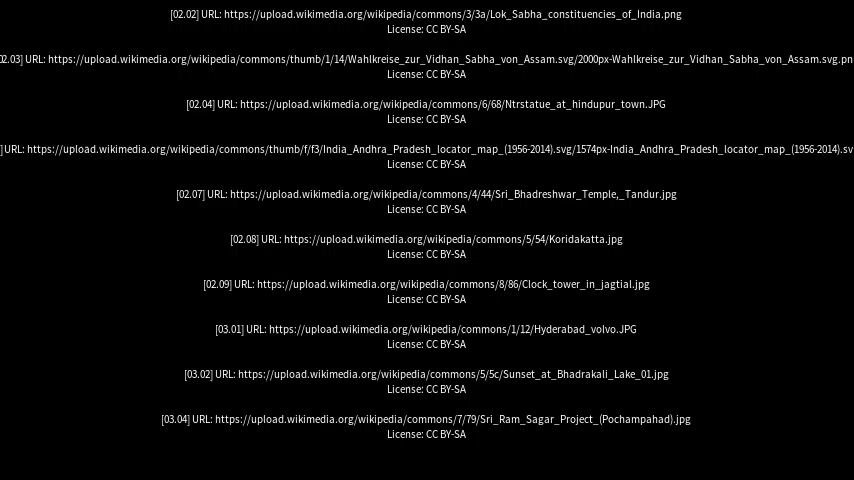 [02.02] URL: https://upload.wikimedia.org/wikipedia/commons/3/3a/Lok_Sabha_constituencies_of_India.png
License: CC BY-SA
02.03] URL: https://upload.wikimedia.org/wikipedia/commons/thumb/1/14/Wahlkreise_zur_Vidhan_Sabha_von_Assam.svg/2000px-Wahlkreise_zur_Vidhan_Sabha_von_Assam.svg.pn
License: CC BY-SA
[02.04] URL: https://upload.wikimedia.org/wikipedia/commons/6/68/Ntrstatue_at_hindupur_town.JPG
License: CC BY-SA
] URL: https://upload.wikimedia.org/wikipedia/commons/thumb/f/f3/India_Andhra_Pradesh_locator_map_(1956-2014).svg/1574px-India_Andhra_Pradesh_locator_map_(1956-2014).sv
License: CC BY-SA
[02.07] URL: https://upload.wikimedia.org/wikipedia/commons/4/44/Sri_Bhadreshwar_Temple,_Tandur.jpg
License: CC BY-SA
[02.08] URL: https://upload.wikimedia.org/wikipedia/commons/5/54/Koridakatta.jpg
License: CC BY-SA
[02.09] URL: https://upload.wikimedia.org/wikipedia/commons/8/86/Clock_tower_in_jagtial.jpg
License: CC BY-SA
[03.01] URL: https://upload.wikimedia.org/wikipedia/commons/1/12/Hyderabad_volvo.JPG
License: CC BY-SA
[03.02] URL: https://upload.wikimedia.org/wikipedia/commons/5/5c/Sunset_at_Bhadrakali_Lake_01.jpg
License: CC BY-SA
[03.04] URL: https://upload.wikimedia.org/wikipedia/commons/7/79/Sri_Ram_Sagar_Project_(Pochampahad).jpg
License: CC BY-SA